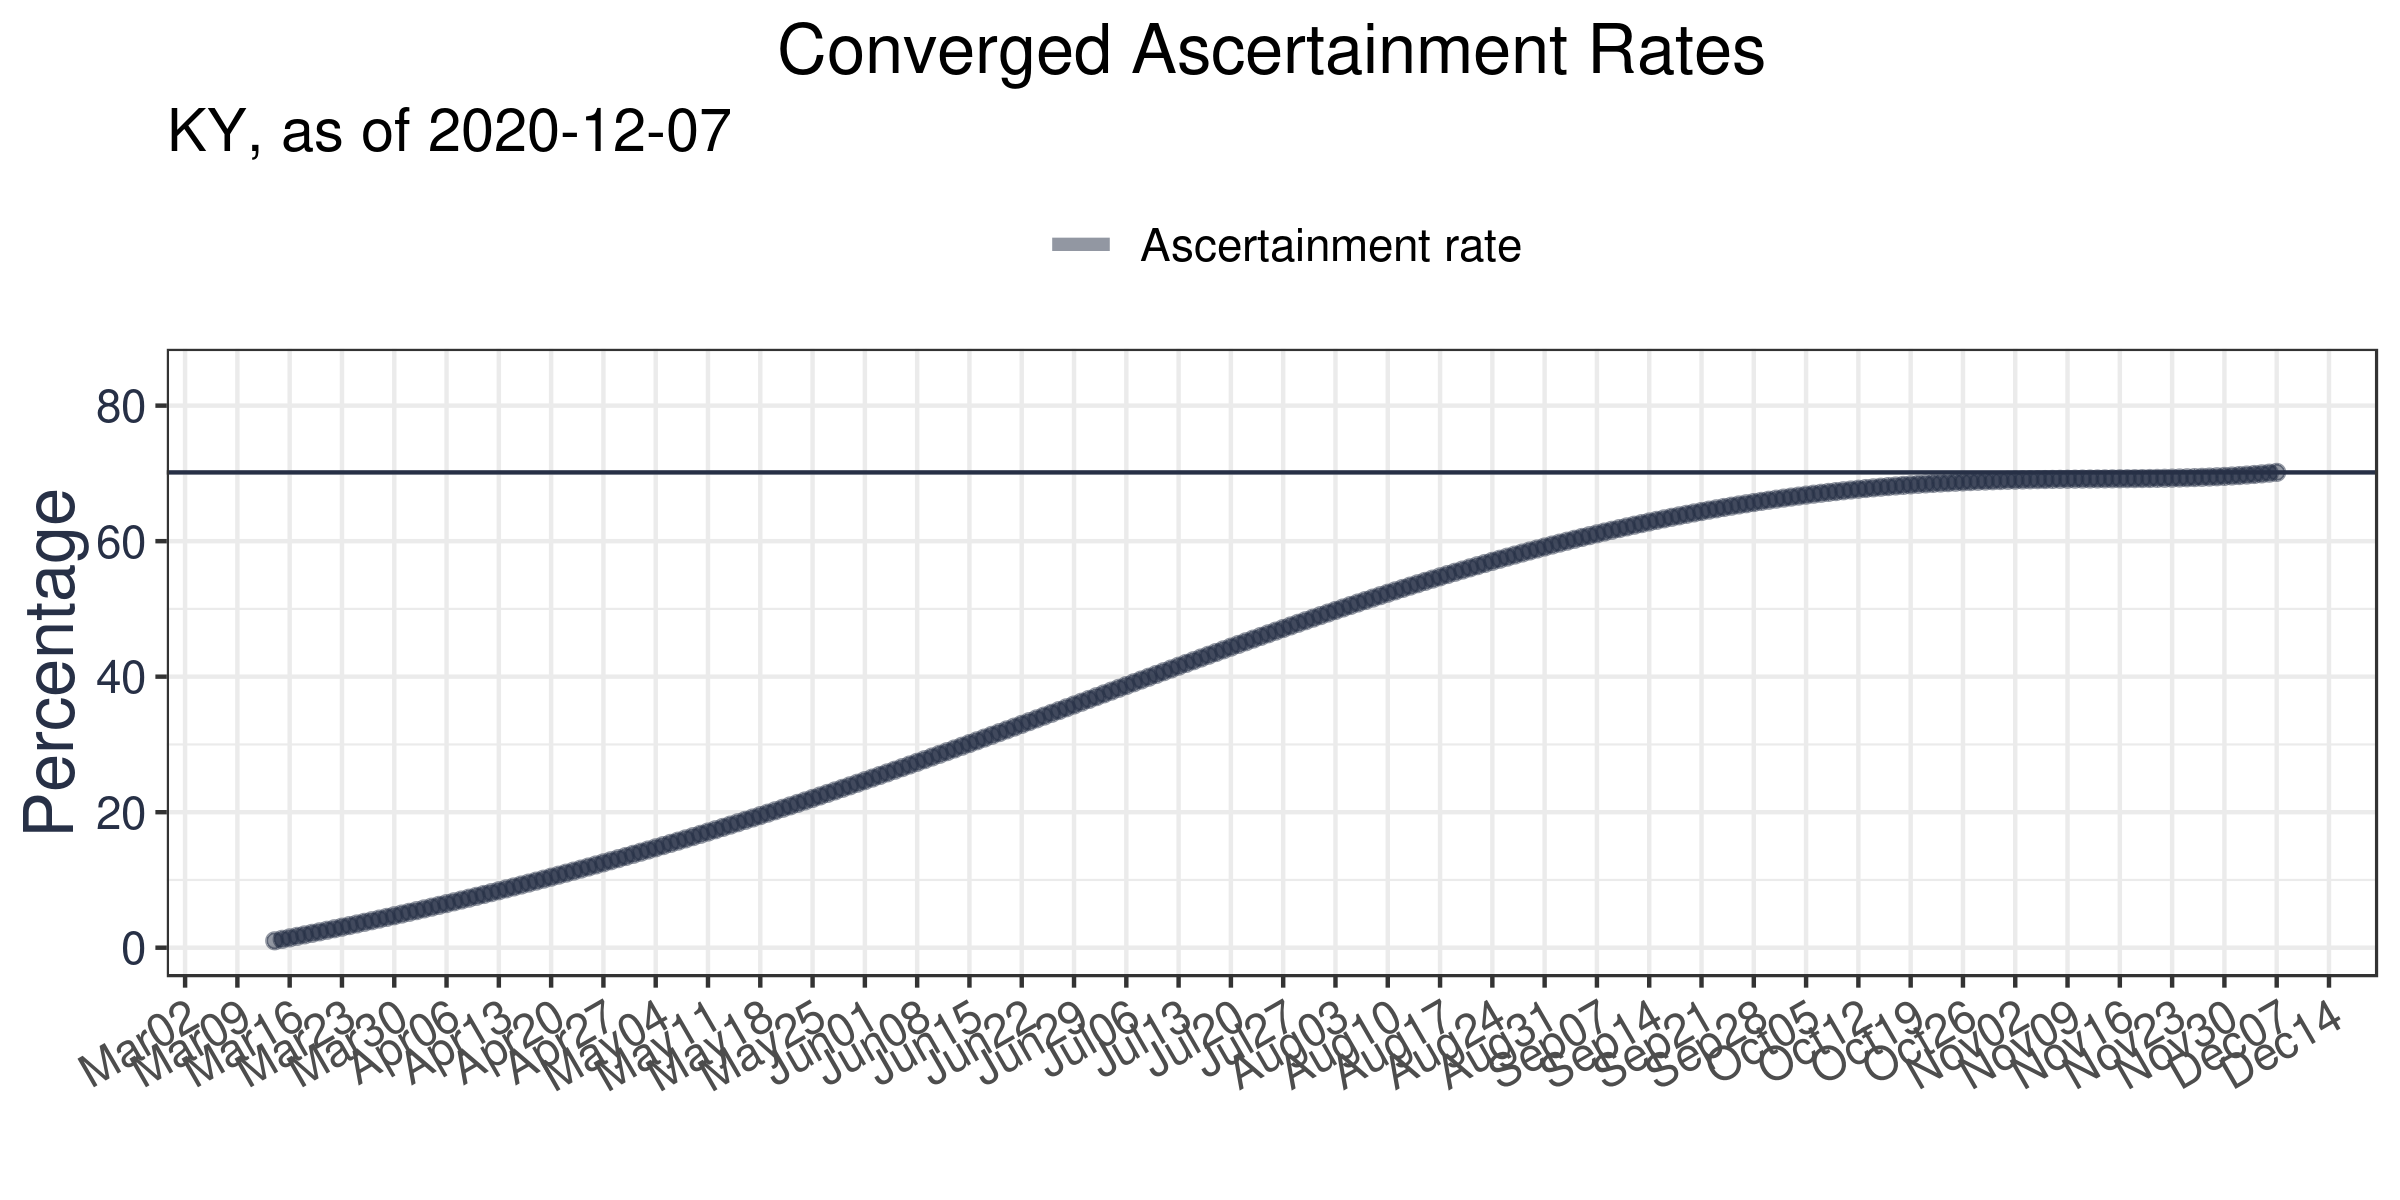 Converged Ascertainment Rates
KY, as of 2020-12-07
Ascertainment rate
Percentage
80
60
40
20
0
Mar02
Mar09
Mar16
Mar23
Mar30
Apr06
Apr13
Apr20
Apr27
May04
May11
May18
May25
Jun01
Jun08
Jun15
Jun22
Jun29
Jul06
Jul13
Jul20
Jul27
Aug03
Aug10
Aug17
Aug24
Aug31
Sep07
Sep14
Sep21
Sep28
Oct05
Oct12
Oct19
Oct26
Nov02
Nov09
Nov16
Nov23
Nov30
Dec07
Dec14